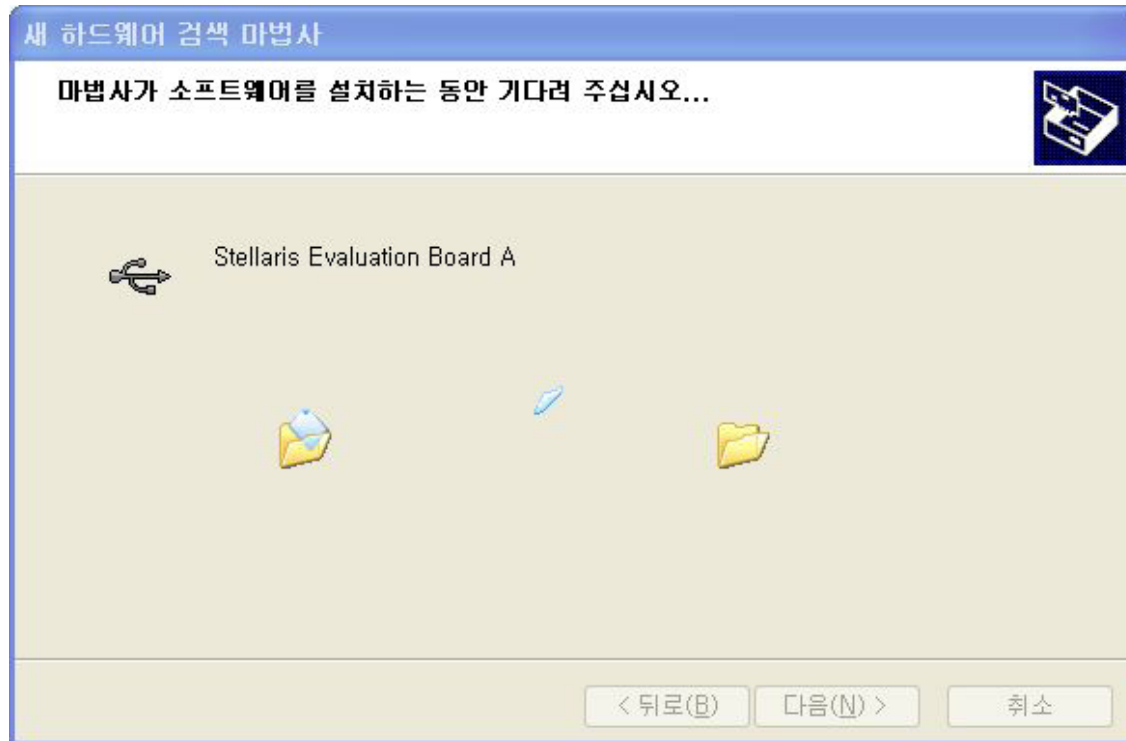 새 하드웨어 검색 마법사
마법사가 소프트웨어를 설치하는 동안 기다려 주십시오...
Stellaris Evaluation Board A
< 뒤로(B) 다음(N) > 취소